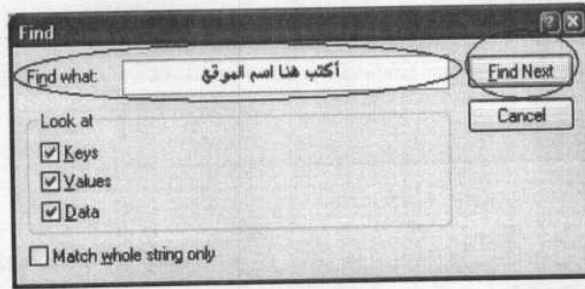 Find
Find what: أكتب هنا اسم الموقع
Find Next
Cancel
Look at
Keys
Values
Data
Match whole string only